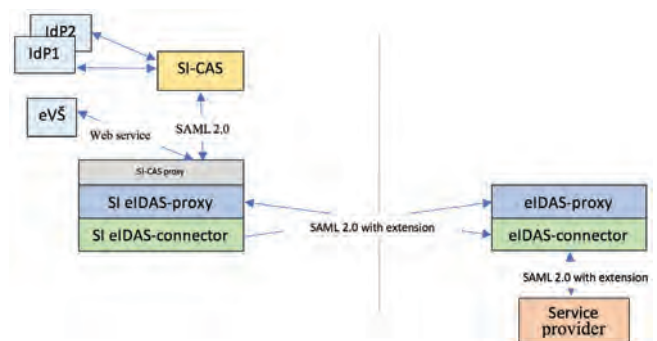 IdP2
IdP1
SI-CAS
eVŠ
Web service
SAML 2.0
SI-CAS proxy
SI eIDAS-proxy
SI eIDAS-connector
SAML 2.0 with extension
eIDAS-proxy
eIDAS-connector
SAML 2.0 with extension
Service
provider